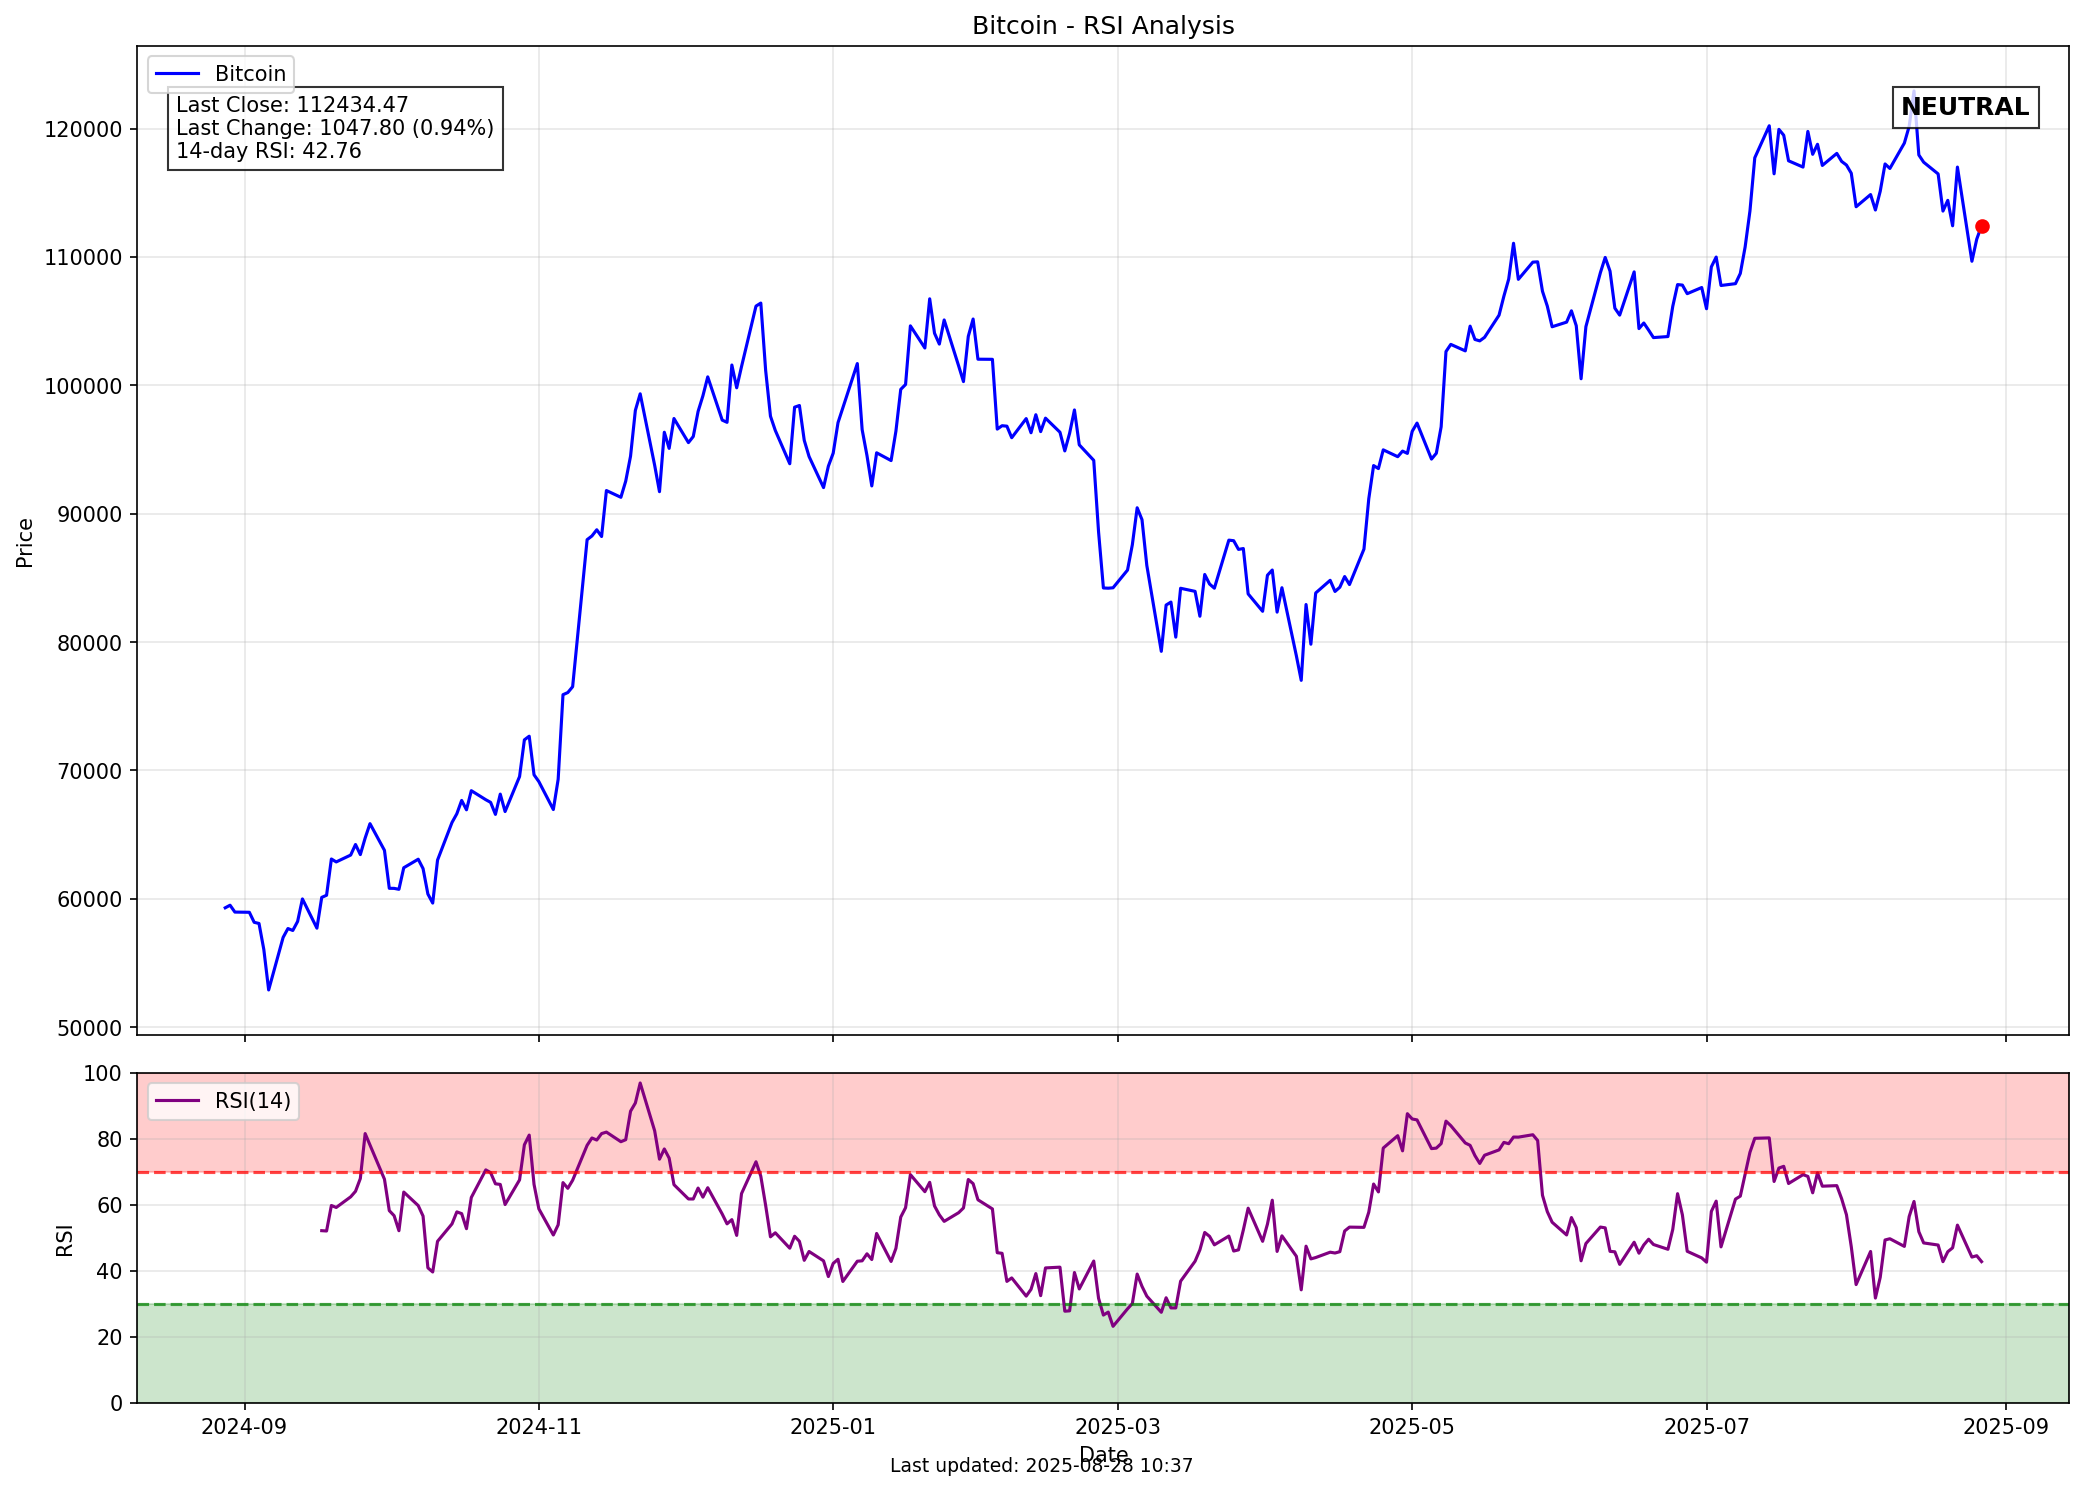 Bitcoin - RSI Analysis
Bitcoin
Last Close: 112434.47
Last Change: 1047.80 (0.94%)
14-day RSI: 42.76
NEUTRAL
120000
110000
100000
90000
80000
70000
60000
50000
Price
RSI(14)
100
80
60
40
20
0
RSI
2024-09
2024-11
2025-01
2025-03
2025-05
2025-07
2025-09
Date
Last updated: 2025-08-28 10:37